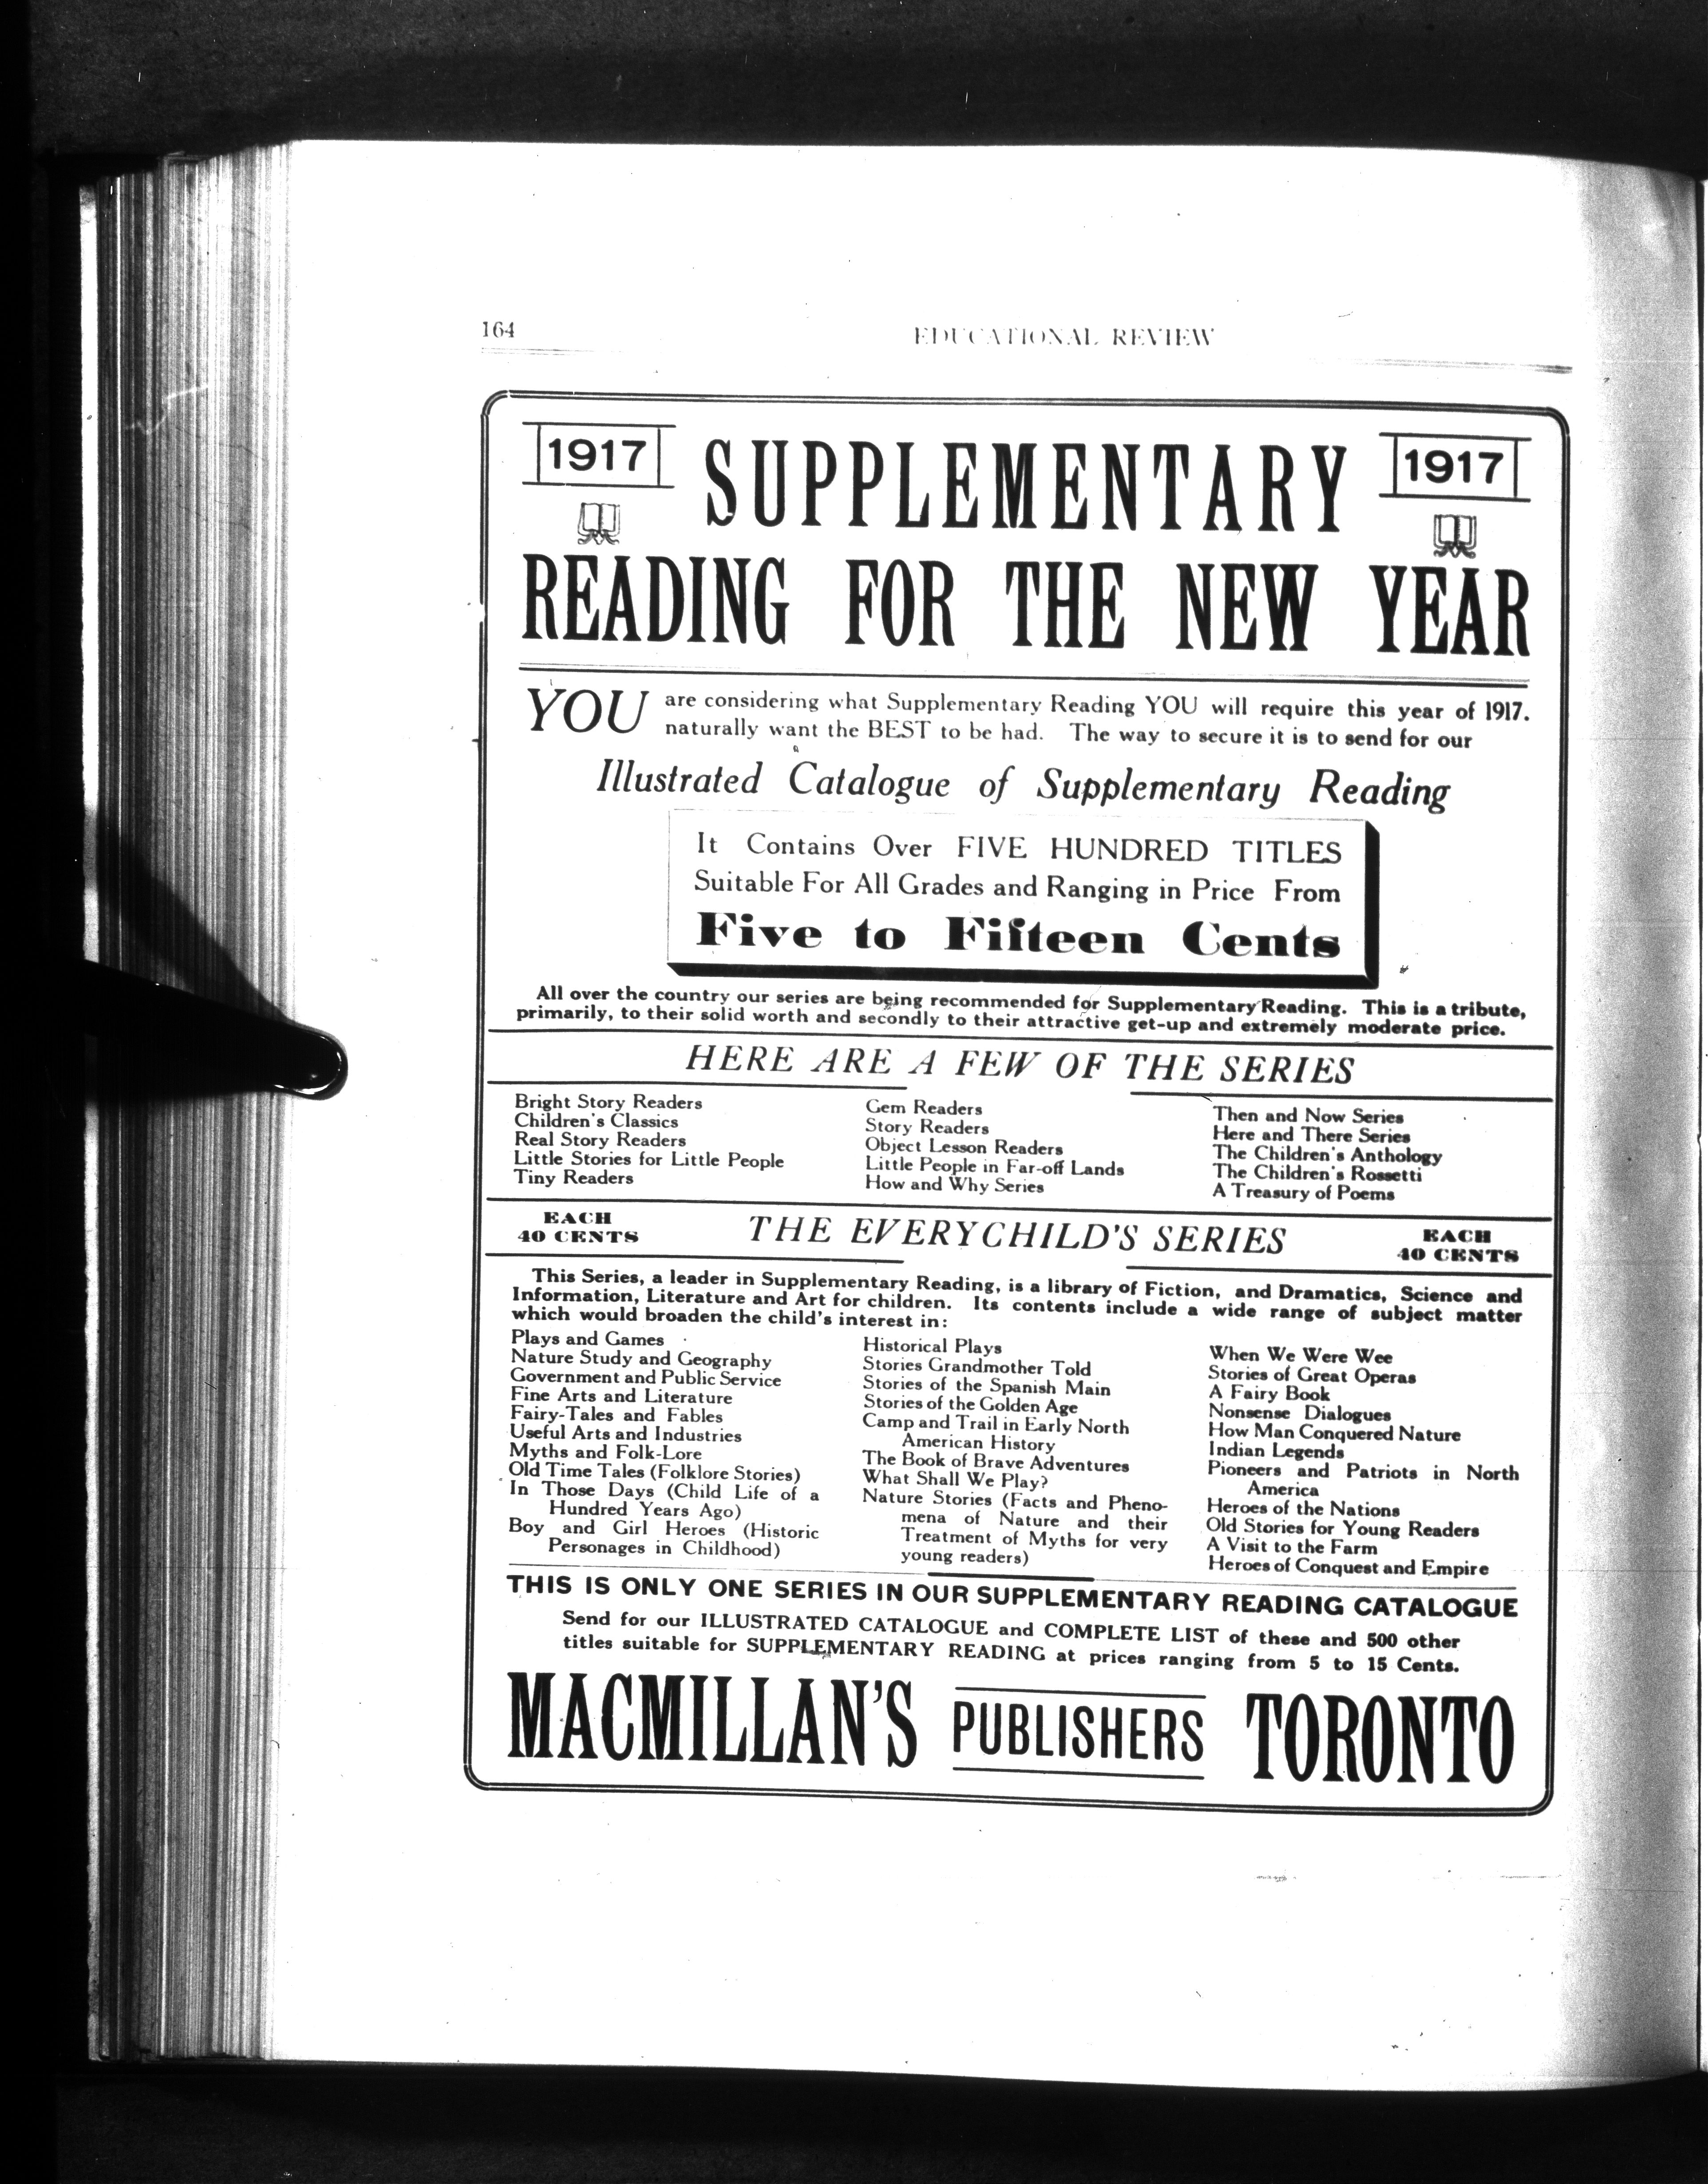 164
EDUCATIONAL REVIEW
1917
SUPPLEMENTARY
1917
READING FOR THE NEW YEAR
YOU are considering what Supplementary Reading YOU will require this year of 1917.
naturally want the BEST to be had. The way to secure it is to send for our
Illustrated Catalogue of Supplementary Reading
It Contains Over FIVE HUNDRED TITLES
Suitable For All Grades and Ranging in Price From
Five to Fifteen Cents
All over the country our series are being recommended for Supplementary Reading. This is a tribute,
primarily, to their solid worth and secondly to their attractive get-up and extremely moderate price.
HERE ARE A FEW OF THE SERIES
Bright Story Readers
Children's Classics
Real Story Readers
Little Stories for Little People
Tiny Readers
Gem Readers
Story Readers
Object Lesson Readers
Little People in Far-off Lands
How and Why Series
Then and Now Series
Here and There Series
The Children's Anthology
The Children's Rossetti
A Treasury of Poems
EACH
40 CENTS
THE EVERYCHILD'S SERIES
EACH
40 CENTS
This Series, a leader in Supplementary Reading, is a library of Fiction, and Dramatics, Science and
Information, Literature and Art for children. Its contents include a wide range of subject matter
which would broaden the child's interest in:
Plays and Games
Nature Study and Geography
Government and Public Service
Fine Arts and Literature
Fairy-Tales and Fables
Useful Arts and Industries
Myths and Folk-Lore
Old Time Tales (Folklore Stories)
In Those Days (Child Life of a
Hundred Years Ago)
Boy and Girl Heroes (Historic
Personages in Childhood)
Historical Plays
Stories Grandmother Told
Stories of the Spanish Main
Stories of the Golden Age
Camp and Trail in Early North
American History
The Book of Brave Adventures
What Shall We Play?
Nature Stories (Facts and Pheno-
mena of Nature and their
Treatment of Myths for very
young readers)
When We Were Wee
Stories of Great Operas
A Fairy Book
Nonsense Dialogues
How Man Conquered Nature
Indian Legends
Pioneers and Patriots in North
America
Heroes of the Nations
Old Stories for Young Readers
A Visit to the Farm
Heroes of Conquest and Empire
THIS IS ONLY ONE SERIES IN OUR SUPPLEMENTARY READING CATALOGUE
Send for our ILLUSTRATED CATALOGUE and COMPLETE LIST of these and 500 other
titles suitable for SUPPLEMENTARY READING at prices ranging from 5 to 15 Cents.
MACMILLAN'S PUBLISHERS TORONTO